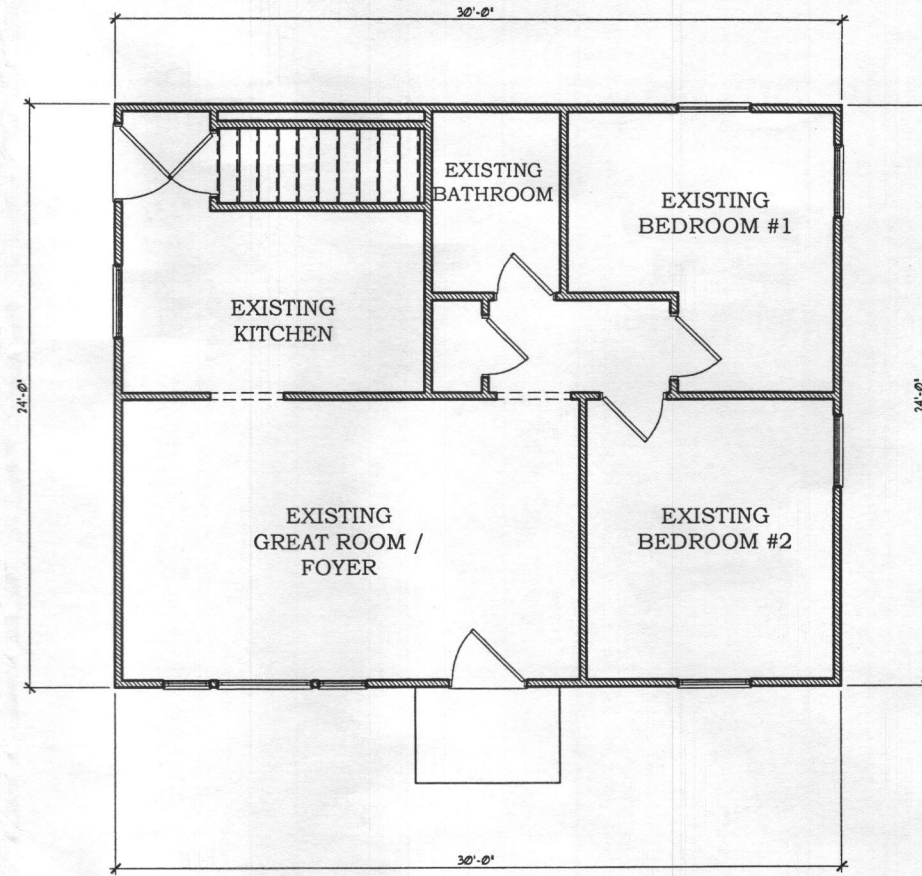 30'-0"
EXISTING
BATHROOM
EXISTING
BEDROOM #1
EXISTING
KITCHEN
24'-0"
24'-0"
EXISTING
GREAT ROOM /
FOYER
EXISTING
BEDROOM #2
30'-0"